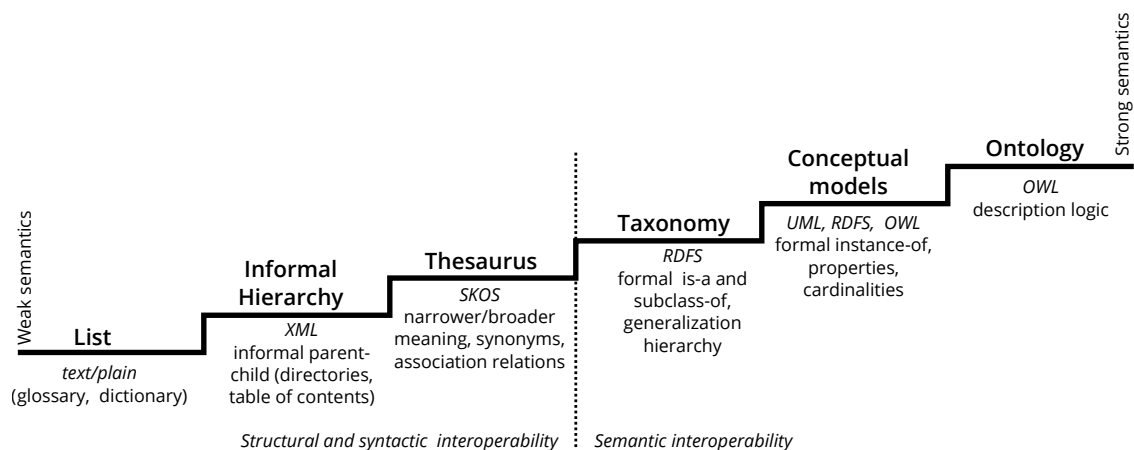 Weak semantics
List
text/plain
(glossary, dictionary)
Informal
Hierarchy
XML
informal parent-
child (directories,
table of contents)
Thesaurus
SKOS
narrower/broader
meaning, synonyms,
association relations
Taxonomy
RDFS
formal is-a and
subclass-of,
generalization
hierarchy
Conceptual
models
UML, RDFS, OWL
formal instance-of,
properties,
cardinalities
Ontology
OWL
description logic
Strong semantics
Structural and syntactic interoperability
Semantic interoperability